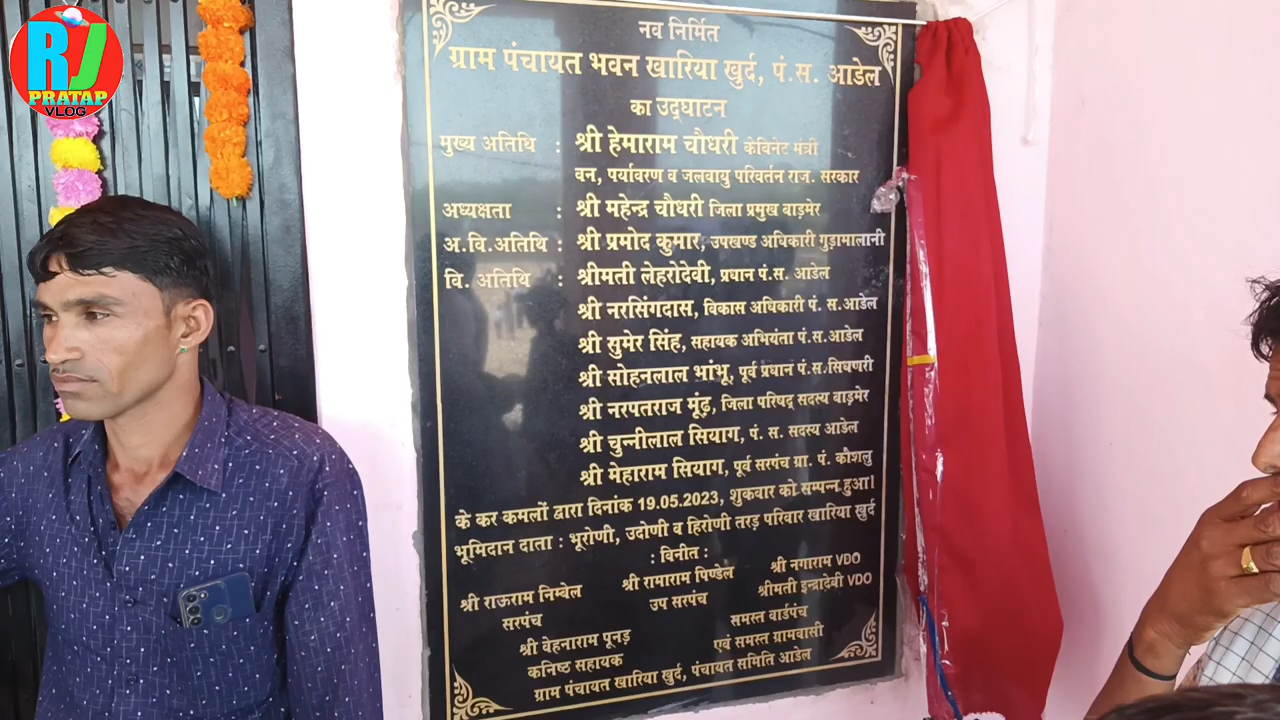 RJ
PRATAP
VLOG
नव निर्मित
ग्राम पंचायत भवन खारिया खुर्द, पं.स. आडेल
का उद्घाटन
मुख्य अतिथि : श्री हेमाराम चौधरी केविनेट मंत्री
वन, पर्यावरण व जलवायु परिवर्तन राज. सरकार
अध्यक्षता : श्री महेन्द्र चौधरी जिला प्रमुख बाड़मेर
अ.वि.अतिथि : श्री प्रमोद कुमार, उपखण्ड अधिकारी गुड़ामालानी
वि. अतिथि : श्रीमती लेहरोदेवी, प्रधान पं.स. आडेल
श्री नरसिंगदास, विकास अधिकारी पं. स.आडेल
श्री सुमेर सिंह, सहायक अभियंता पं.स.आडेल
श्री सोहनलाल भांभू, पूर्व प्रधान पं.स.सिधणरी
श्री नरपतराज मूंढ़, जिला परिषद् सदस्य बाड़मेर
श्री चुन्नीलाल सियाग, पं. स. सदस्य आडेल
श्री मेहाराम सियाग, पूर्व सरपंच ग्रा. पं. कौशलु
के कर कमलों द्वारा दिनांक 19.05.2023, शुकवार को सम्पन्न हुआ।
भूमिदान दाता : भूरोणी, उदोणी व हिरोणी तरड़ परिवार खारिया खुर्द
: विनीत :
श्री राऊराम निम्बेल श्री रामाराम पिण्डेल श्री नगाराम VDO
सरपंच उप सरपंच श्रीमती इन्द्रादेवी VDO
श्री वेहनाराम पूनड़ समस्त वार्डपंच
कनिष्ठ सहायक एवं समस्त ग्रामवासी
ग्राम पंचायत खारिया खुर्द, पंचायत समिति आडेल